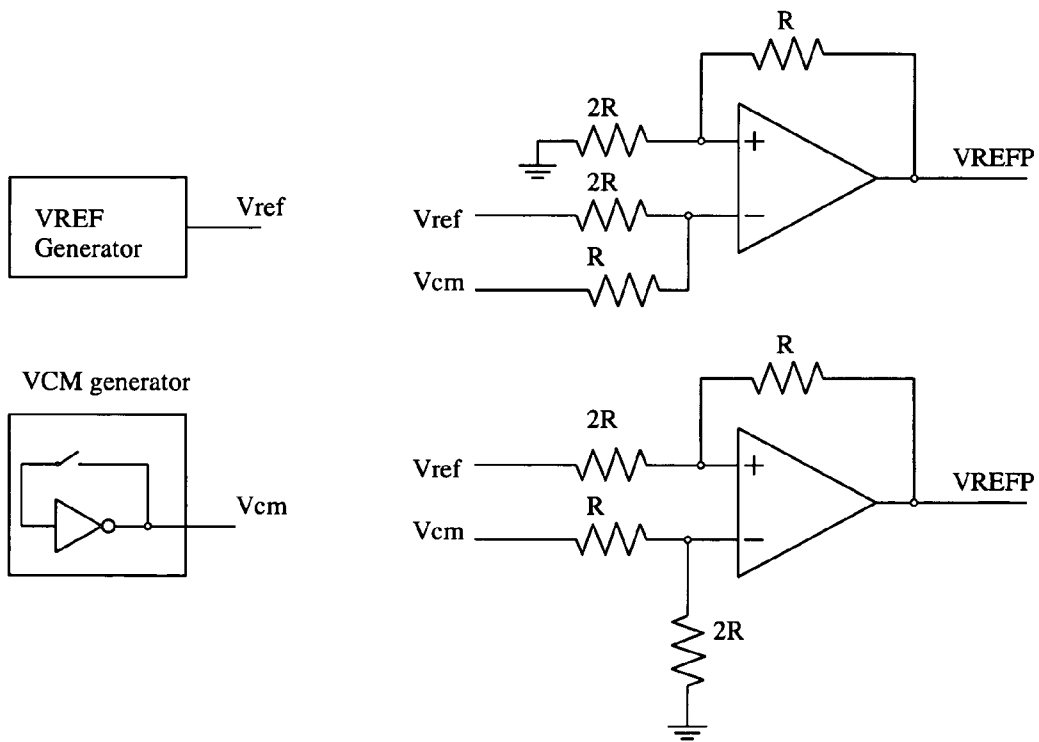 VREF
Generator
Vref
VCM generator
Vcm
R
2R
+
VREFP
2R
Vref
−
R
Vcm
R
2R
Vref
+
VREFP
R
Vcm
−
2R